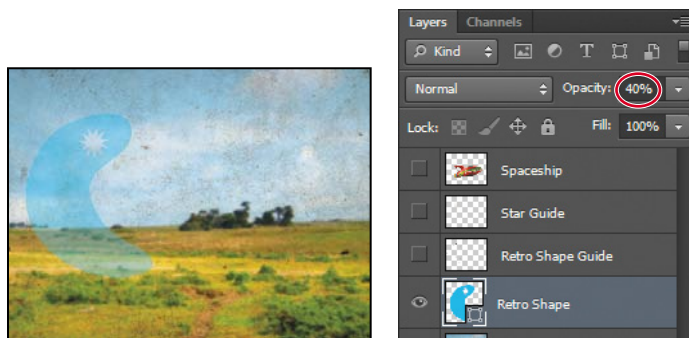 Layers Channels
Kind
Normal Opacity: 40%
Lock: Fill: 100%
Spaceship
Star Guide
Retro Shape Guide
Retro Shape